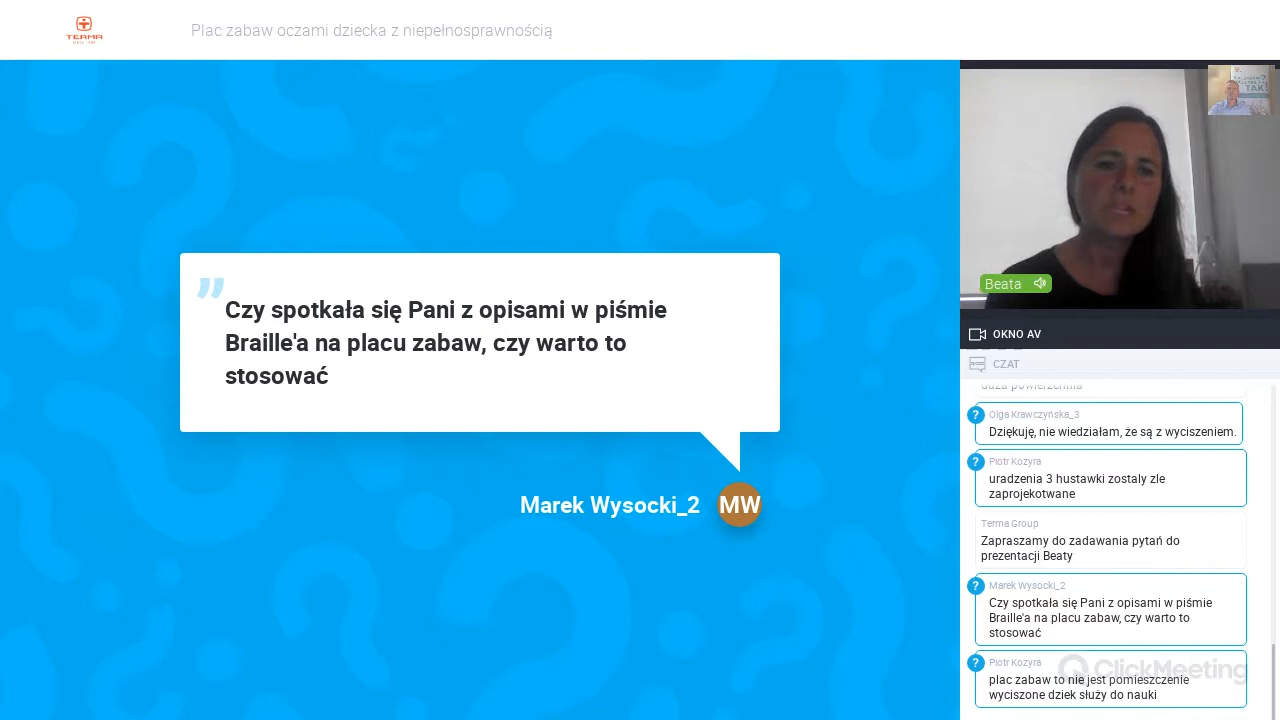 TERMA
Plac zabaw oczami dziecka z niepełnosprawnością
TAK!
Beata
OKNO AV
CZAT
”
Czy spotkała się Pani z opisami w piśmie
Braille'a na placu zabaw, czy warto to
stosować
Marek Wysocki_2
MW
duża powierzchnia
?
Olga Krawczyńska_3
Dziękuję, nie wiedziałam, że są z wyciszeniem.
?
Piotr Kozyra
uradzenia 3 hustawki zostaly zle
zaprojekotwane
Terma Group
Zapraszamy do zadawania pytań do
prezentacji Beaty
?
Marek Wysocki_2
Czy spotkała się Pani z opisami w piśmie
Braille'a na placu zabaw, czy warto to
stosować
?
Piotr Kozyra
plac zabaw to nie jest pomieszczenie
wyciszone dziek służy do nauki
ClickMeeting